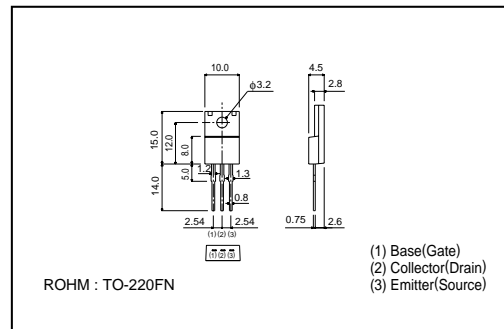 10.0
4.5
φ3.2
2.8
15.0
12.0
8.0
1.2
1.3
14.0
5.0
0.8
2.54
2.54
0.75
2.6
(1) (2) (3)
(1) (2) (3)
ROHM : TO-220FN
(1) Base(Gate)
(2) Collector(Drain)
(3) Emitter(Source)